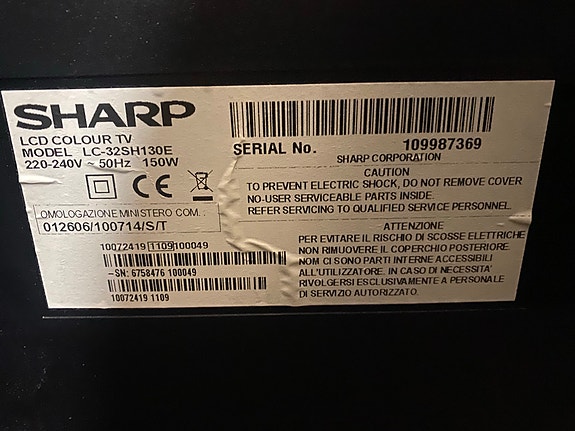 SHARP
LCD COLOUR TV
MODEL LC-32SH130E
220-240V ~ 50Hz 150W
CE
OMOLOGAZIONE MINISTERO COM.:
012606/100714/S/T
10072419 1109 100049
-SN: 6758476 100049
10072419 1109
SERIAL No. 109987369
SHARP CORPORATION
CAUTION
TO PREVENT ELECTRIC SHOCK, DO NOT REMOVE COVER
NO-USER SERVICEABLE PARTS INSIDE.
REFER SERVICING TO QUALIFIED SERVICE PERSONNEL.
ATTENZIONE
PER EVITARE IL RISCHIO DI SCOSSE ELETTRICHE
NON RIMUOVERE IL COPERCHIO POSTERIORE.
NOM CI SONO PARTI INTERNE ACCESSIBILI
ALL'UTILIZZATORE. IN CASO DI NECESSITA'
RIVOLGERSI ESCLUSIVAMENTE A PERSONALE
DI SERVIZIO AUTORIZZATO.